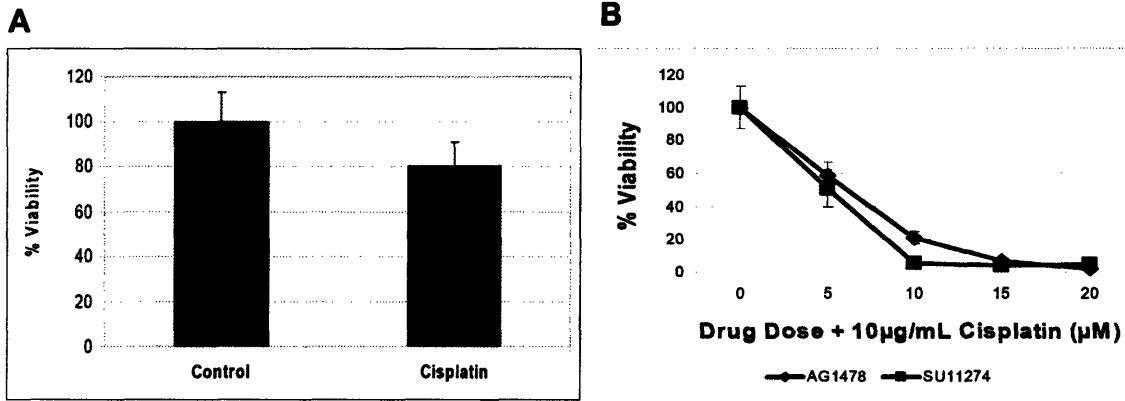 A
120
100
80
60
40
20
0
% Viability
Control
Cisplatin
B
120
100
80
60
40
20
0
% Viability
0 5 10 15 20
Drug Dose + 10µg/mL Cisplatin (µM)
AG1478 SU11274